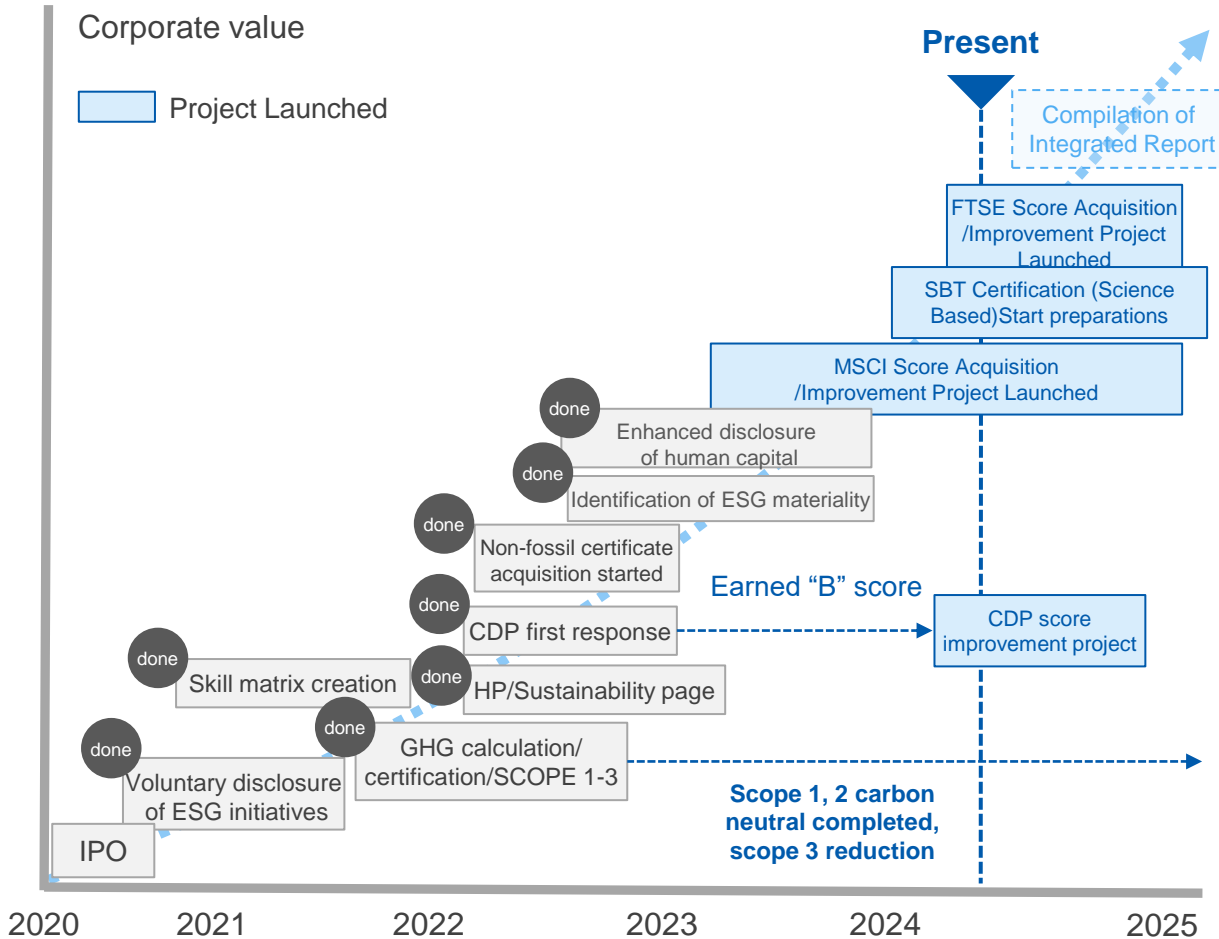 Corporate value
Project Launched
Present
Compilation of
Integrated Report
FTSE Score Acquisition
/Improvement Project
Launched
SBT Certification (Science
Based)Start preparations
MSCI Score Acquisition
/Improvement Project Launched
done
Enhanced disclosure
of human capital
done
Identification of ESG materiality
done
Non-fossil certificate
acquisition started
done
CDP first response
Earned “B” score
CDP score
improvement project
done
Skill matrix creation
done
HP/Sustainability page
done
GHG calculation/
certification/SCOPE 1-3
done
Voluntary disclosure
of ESG initiatives
Scope 1, 2 carbon
neutral completed,
scope 3 reduction
IPO
2020 2021 2022 2023 2024 2025